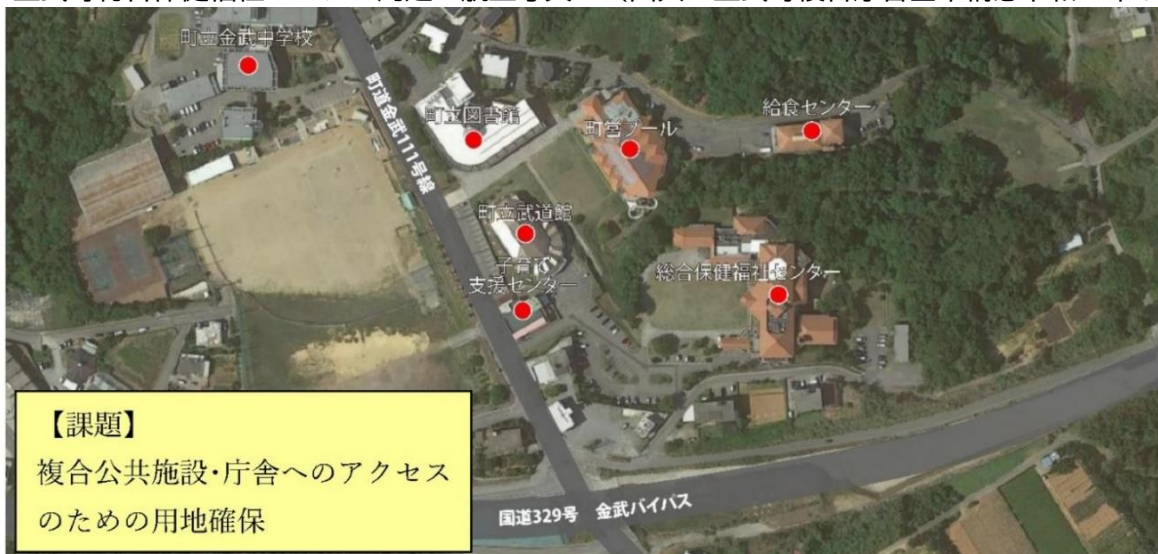 町立金武中学校
町道金武111号線
町立図書館
町営プール
給食センター
町立武道館
子育て
支援センター
総合保健福祉センター
【課題】
複合公共施設・庁舎へのアクセス
のための用地確保
国道329号 金武バイパス